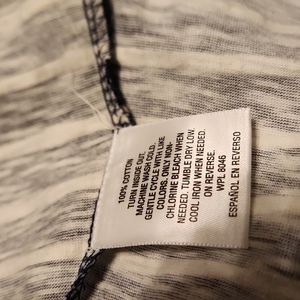 100% COTTON
TURN INSIDE OUT.
MACHINE WASH COLD.
GENTLE CYCLE WITH LIKE
COLORS, ONLY NON-
CHLORINE BLEACH WHEN
NEEDED. TUMBLE DRY LOW.
COOL IRON WHEN NEEDED.
ON REVERSE.
WPL 8046
ESPAÑOL EN REVERSO